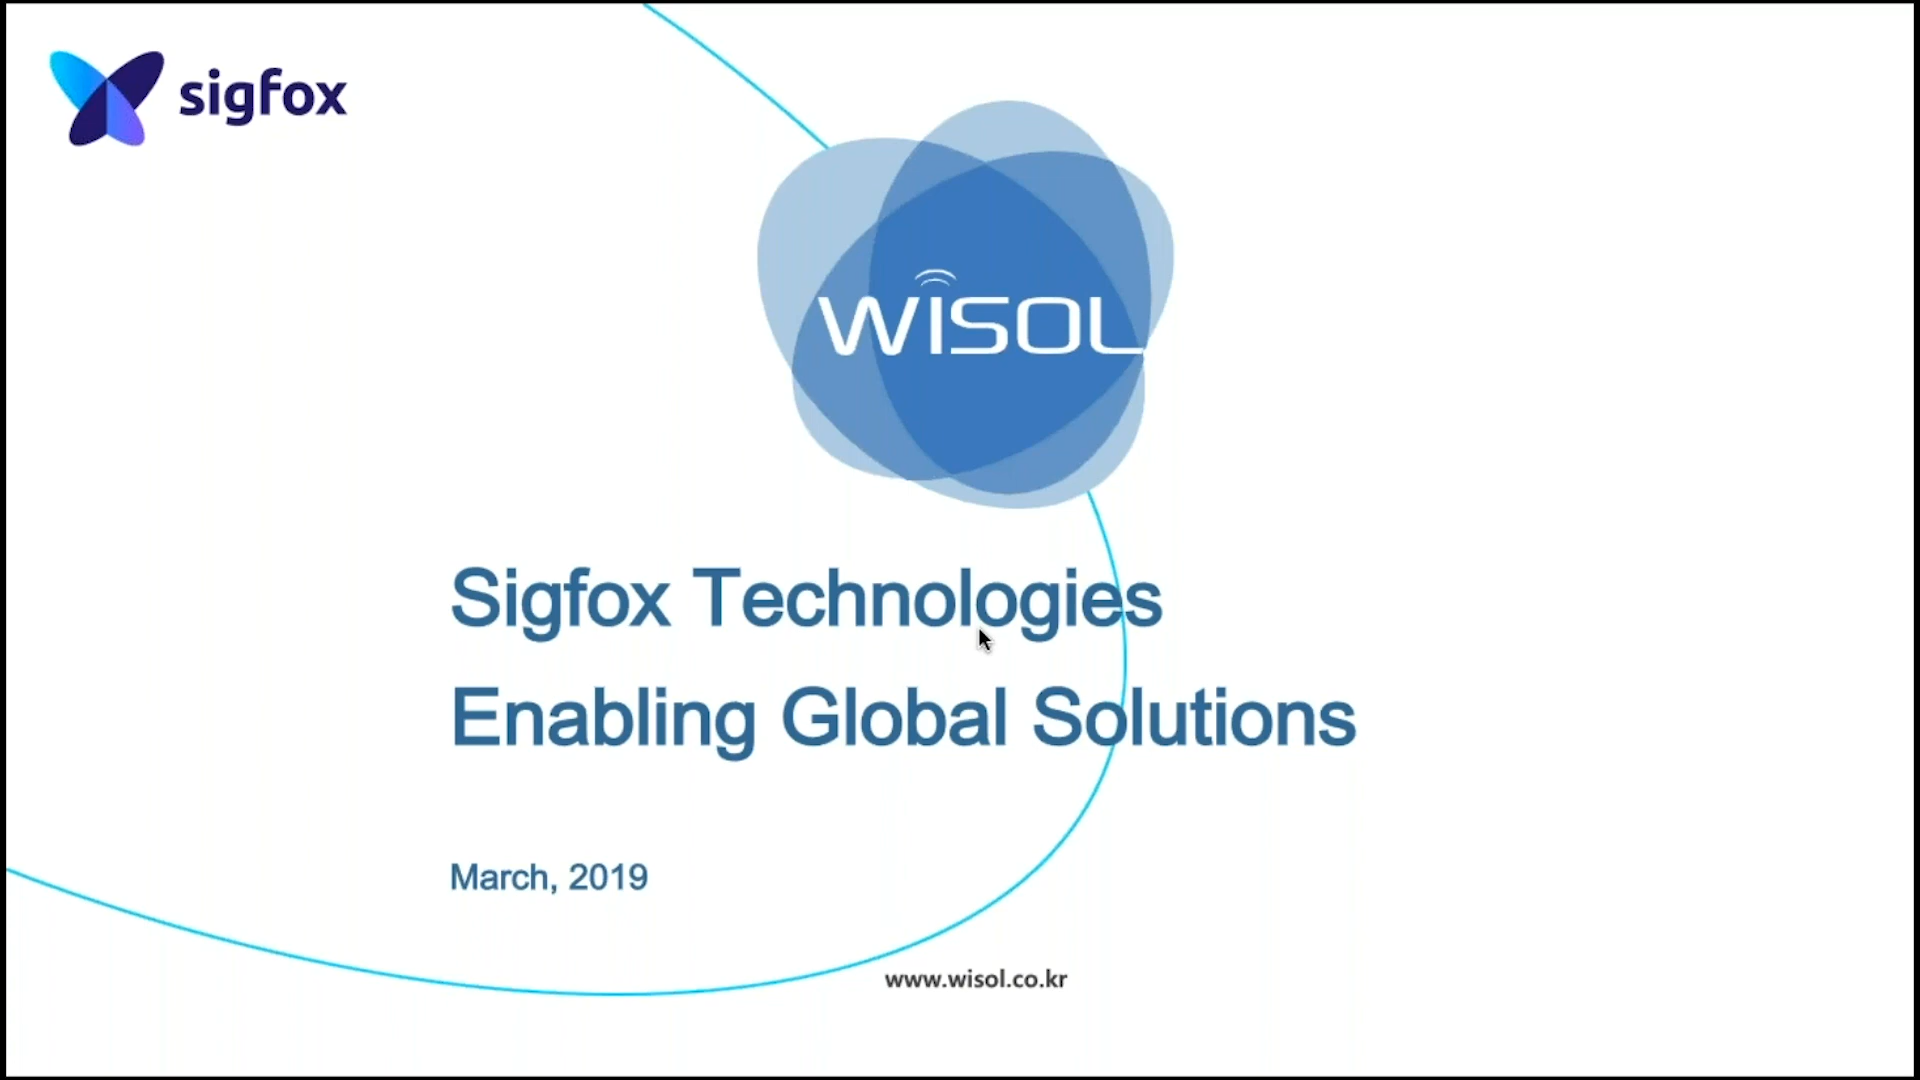 sigfox
WiSOL
Sigfox Technologies
Enabling Global Solutions
March, 2019
www.wisol.co.kr